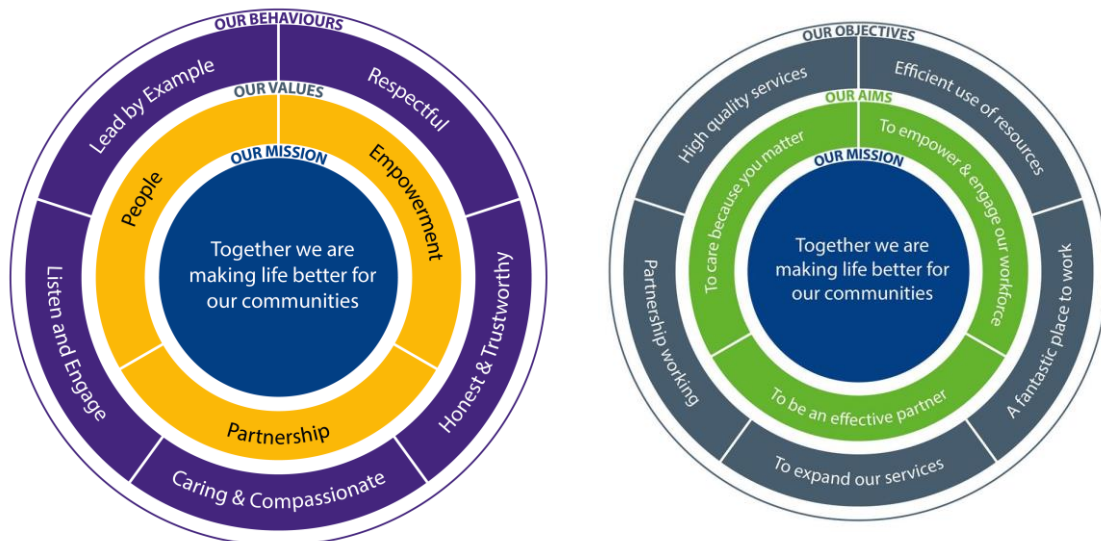 OUR BEHAVIOURS
Lead by Example
Respectful
Honest & Trustworthy
Caring & Compassionate
Listen and Engage
OUR VALUES
People
Empowerment
Partnership
OUR MISSION
Together we are
making life better for
our communities
OUR OBJECTIVES
High quality services
Efficient use of resources
A fantastic place to work
To expand our services
Partnership working
OUR AIMS
To care because you matter
To empower & engage our workforce
To be an effective partner
OUR MISSION
Together we are
making life better for
our communities